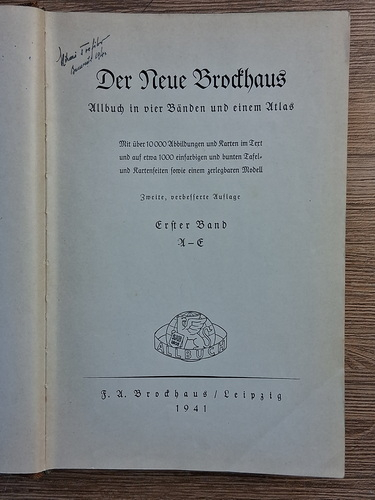 Der Neue Brockhaus
Allbuch in vier Bänden und einem Atlas
Mit über 10000 Abbildungen und Karten im Text
und auf etwa 1000 einfarbigen und bunten Tafel-
und Kartenseiten sowie einem zerlegbaren Modell
Zweite, verbesserte Auflage
Erster Band
A–E
ALLBUCH
F. A. Brockhaus / Leipzig
1941